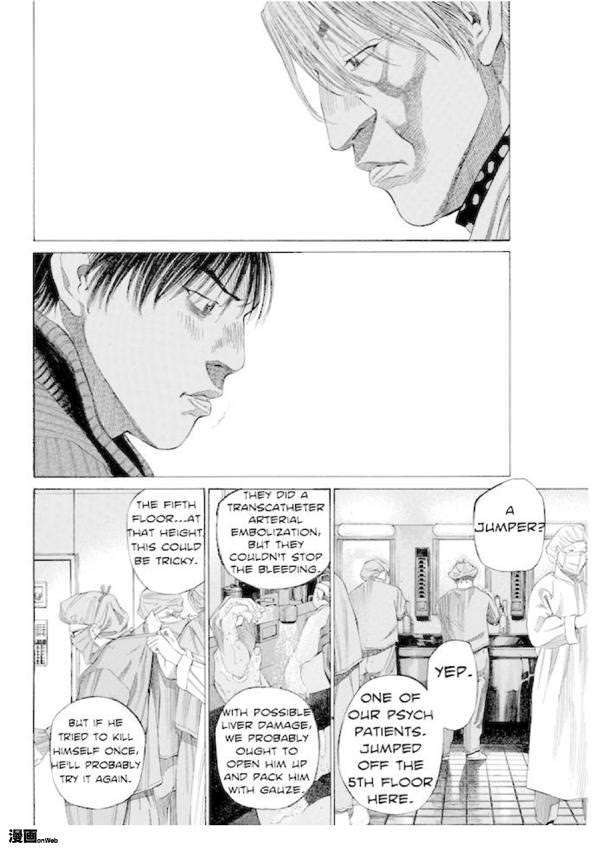 A
JUMPER?
YEP.
ONE OF
OUR PSYCH
PATIENTS.
JUMPED
OFF THE
5TH FLOOR
HERE.
THEY DID A
TRANSCATHETER
ARTERIAL
EMBOLIZATION,
BUT THEY
COULDN'T STOP
THE BLEEDING.
WITH POSSIBLE
LIVER DAMAGE,
WE PROBABLY
OUGHT TO
OPEN HIM UP
AND PACK HIM
WITH GAUZE.
THE FIFTH
FLOOR...AT
THAT HEIGHT,
THIS COULD
BE TRICKY.
BUT IF HE
TRIED TO KILL
HIMSELF ONCE,
HE'LL PROBABLY
TRY IT AGAIN.
漫画onWeb